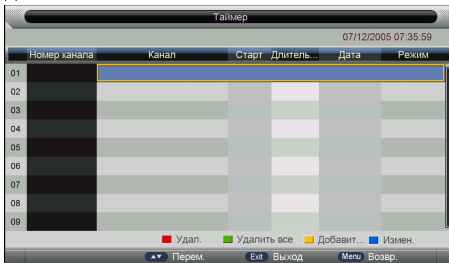 Таймер
07/12/2005 07:35:59
Номер канала Канал Старт Длитель... Дата Режим
01
02
03
04
05
06
07
08
09
Удал. Удалить все Добавит... Измен.
Перем. Exit Выход Menu Возвр.